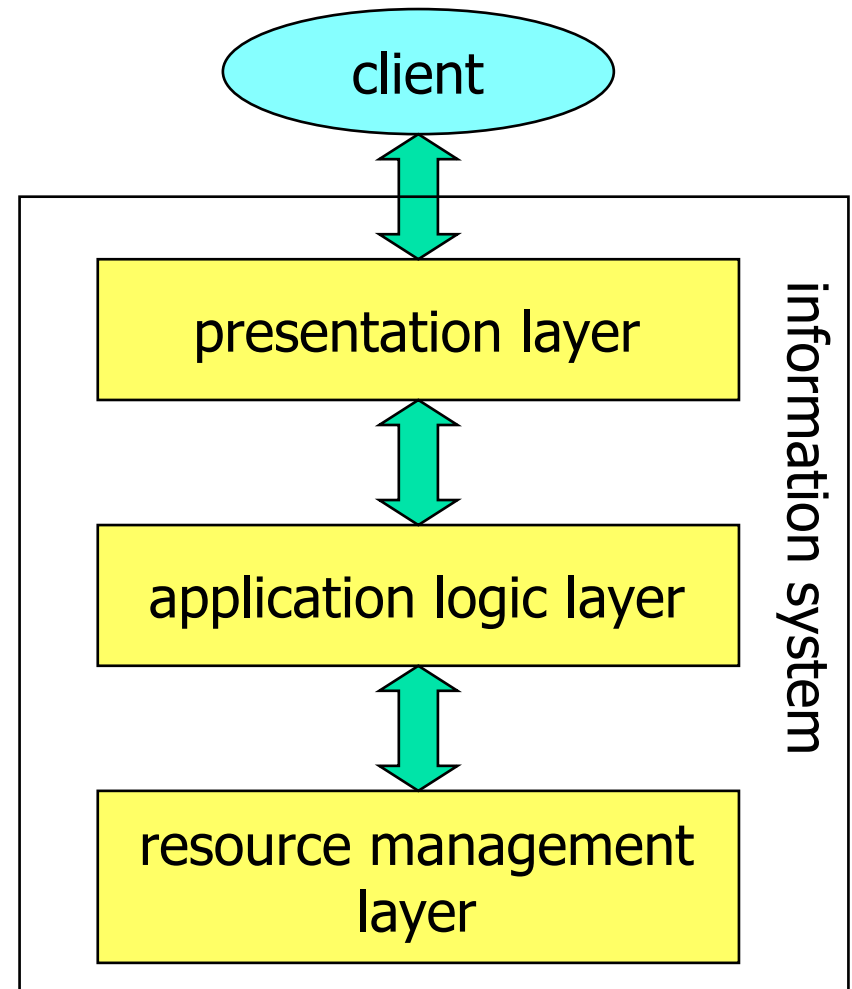 client
presentation layer
information system
application logic layer
resource management
layer